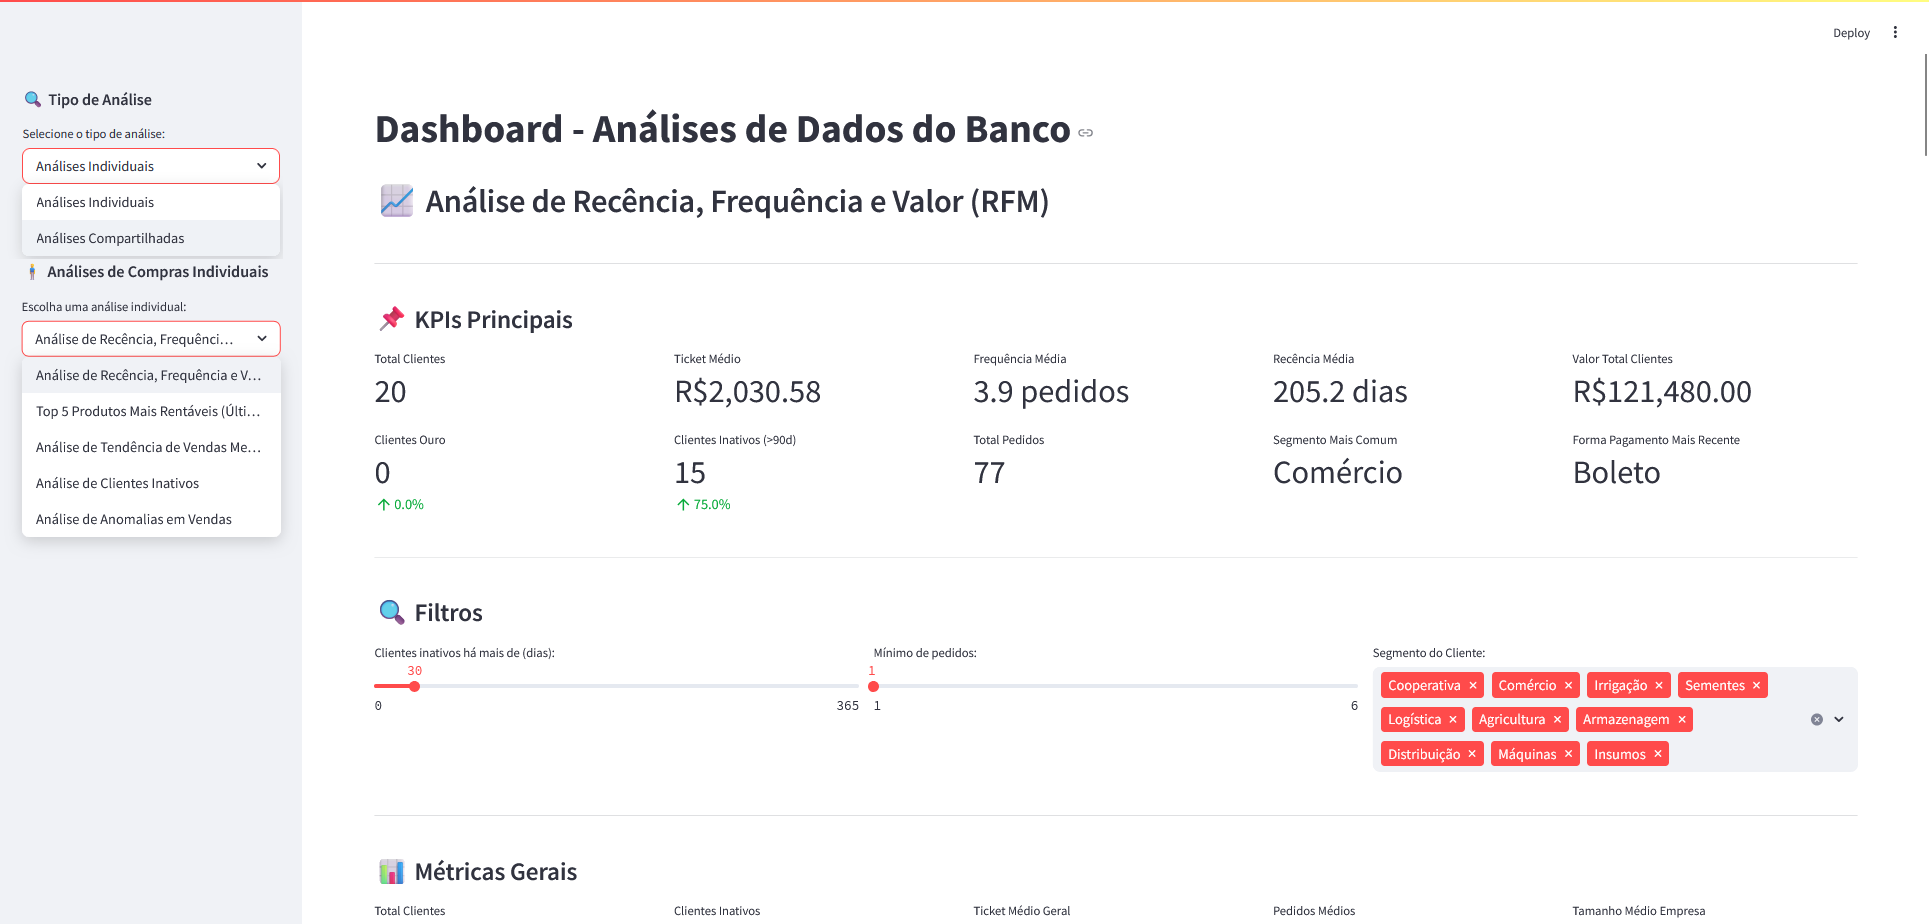 Deploy
Tipo de Análise
Selecione o tipo de análise:
Análises Individuais
Análises Individuais
Análises Compartilhadas
Análises de Compras Individuais
Escolha uma análise individual:
Análise de Recência, Frequênci...
Análise de Recência, Frequência e V...
Top 5 Produtos Mais Rentáveis (Últi...
Análise de Tendência de Vendas Me...
Análise de Clientes Inativos
Análise de Anomalias em Vendas
Dashboard - Análises de Dados do Banco
Análise de Recência, Frequência e Valor (RFM)
KPIs Principais
Total Clientes
20
Ticket Médio
R$2,030.58
Frequência Média
3.9 pedidos
Recência Média
205.2 dias
Valor Total Clientes
R$121,480.00
Clientes Ouro
0
↑ 0.0%
Clientes Inativos (>90d)
15
↑ 75.0%
Total Pedidos
77
Segmento Mais Comum
Comércio
Forma Pagamento Mais Recente
Boleto
Filtros
Clientes inativos há mais de (dias):
30
0 365
Mínimo de pedidos:
1
1 6
Segmento do Cliente:
Cooperativa × Comércio × Irrigação × Sementes ×
Logística × Agricultura × Armazenagem ×
Distribuição × Máquinas × Insumos ×
Métricas Gerais
Total Clientes
Clientes Inativos
Ticket Médio Geral
Pedidos Médios
Tamanho Médio Empresa